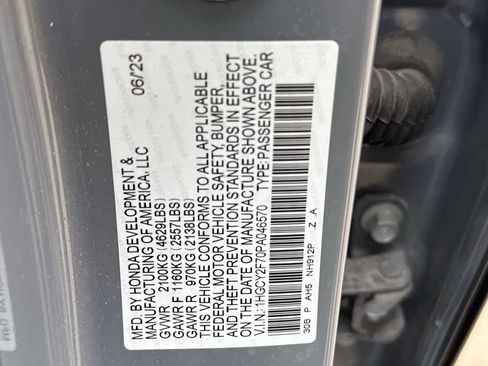 MFD. BY HONDA DEVELOPMENT & 06/23
MANUFACTURING OF AMERICA, LLC
GVWR 2100KG (4629LBS)
GAWR F 1160KG (2557LBS)
GAWR R 970KG (2138LBS)
THIS VEHICLE CONFORMS TO ALL APPLICABLE
FEDERAL MOTOR VEHICLE SAFETY, BUMPER,
AND THEFT PREVENTION STANDARDS IN EFFECT
ON THE DATE OF MANUFACTURE SHOWN ABOVE.
V.I.N.: 1HGCY2F70PA046570 TYPE:PASSENGER CAR
30B P AH5 NH912P . Z . A